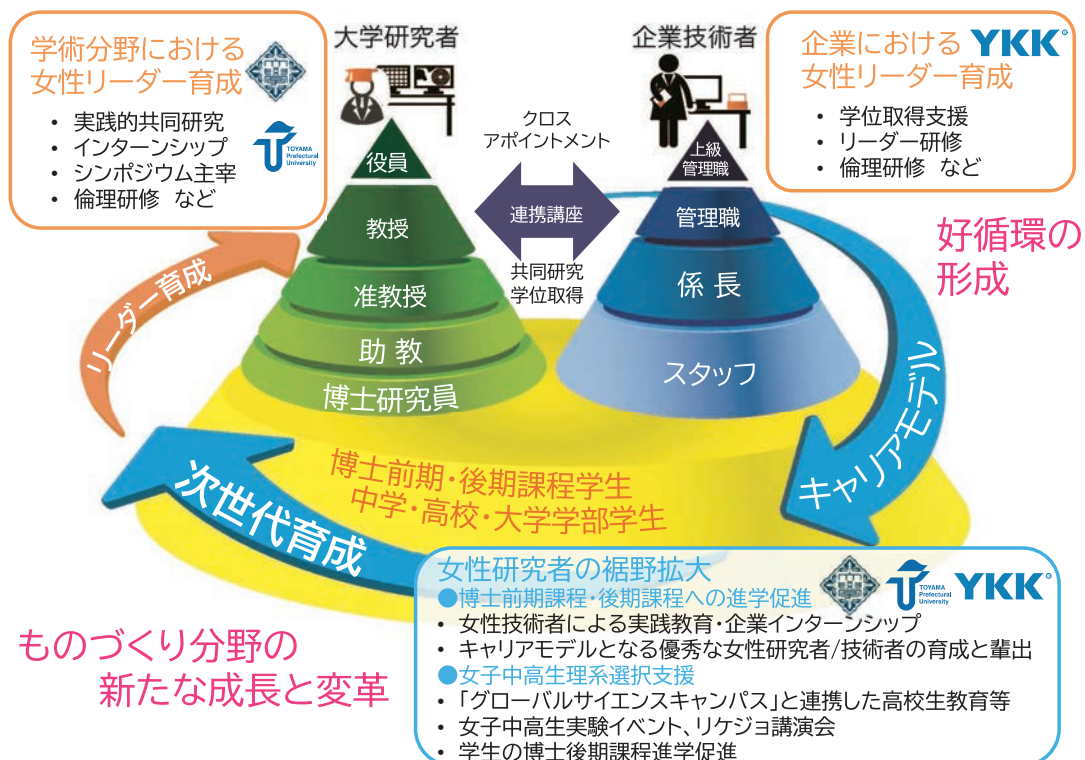 学術分野における
女性リーダー育成
• 実践的共同研究
• インターンシップ
• シンポジウム主宰
• 倫理研修 など
TOYAMA
Prefectural
University
大学研究者
企業技術者
企業における YKK
女性リーダー育成
• 学位取得支援
• リーダー研修
• 倫理研修 など
クロス
アポイントメント
連携講座
共同研究
学位取得
役員
教授
准教授
助教
博士研究員
上級
管理職
管理職
係長
スタッフ
好循環の
形成
リーダー育成
キャリアモデル
次世代育成
博士前期・後期課程学生
中学・高校・大学学部学生
ものづくり分野の
新たな成長と変革
女性研究者の裾野拡大
TOYAMA
Prefectural
University
YKK
●博士前期課程・後期課程への進学促進
• 女性技術者による実践教育・企業インターンシップ
• キャリアモデルとなる優秀な女性研究者/技術者の育成と輩出
●女子中高生理系選択支援
• 「グローバルサイエンスキャンパス」と連携した高校生教育等
• 女子中高生実験イベント、リケジョ講演会
• 学生の博士後期課程進学促進